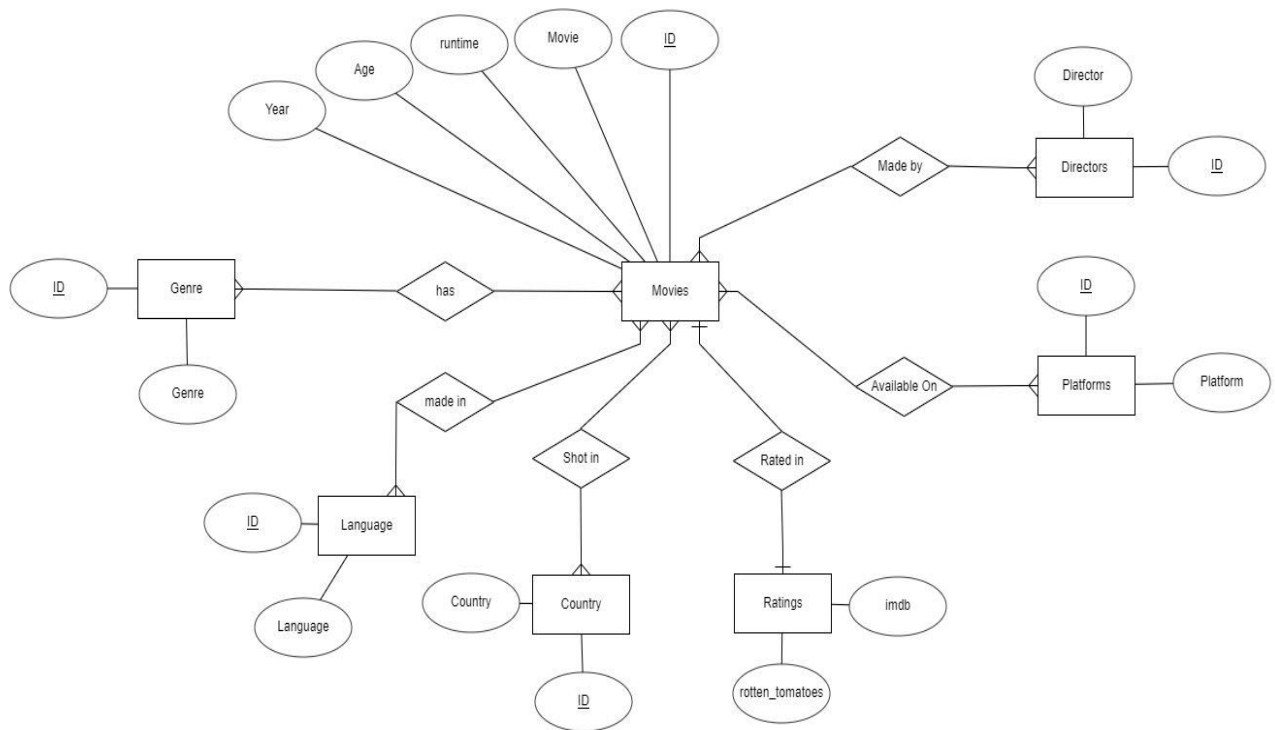 Movie
ID
runtime
Age
Director
Year
Made by
Directors
ID
ID
ID
Genre
has
Movies
Available On
Platforms
Platform
Genre
made in
Shot in
Rated in
ID
Language
Country
Country
Ratings
imdb
Language
ID
rotten_tomatoes